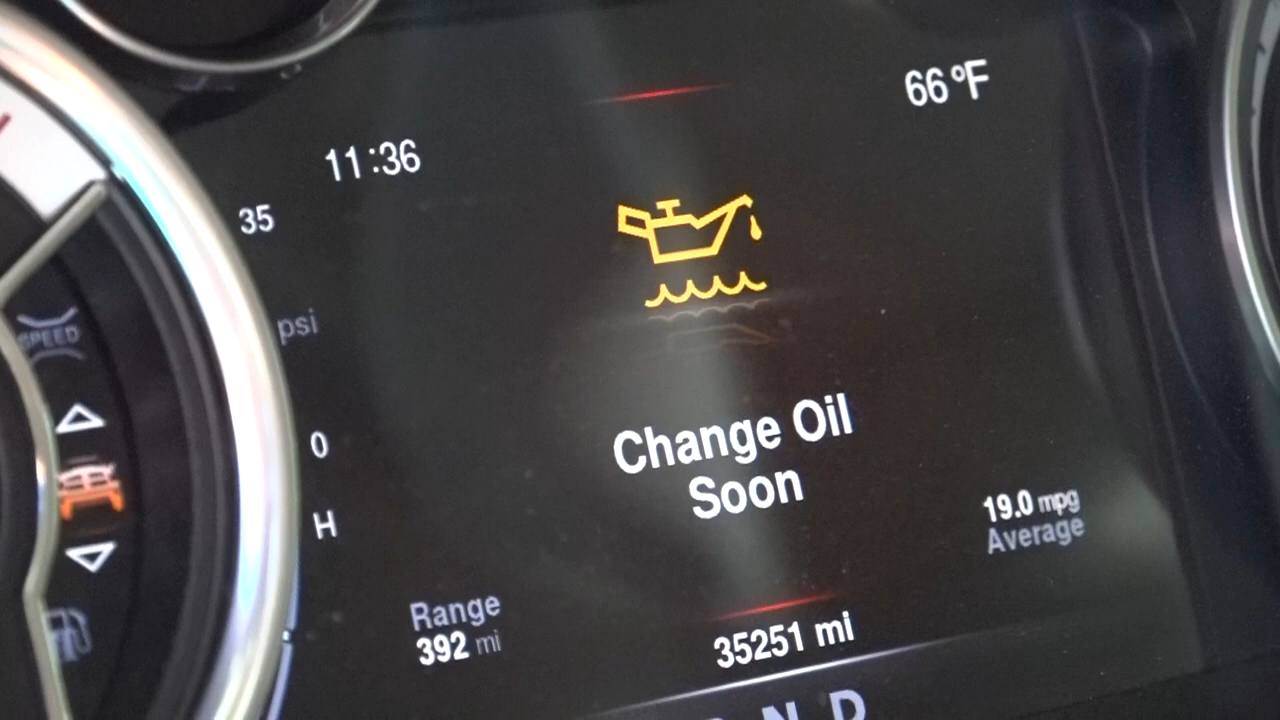 66°F
11:36
35
psi
SPEED
0
H
Change Oil
Soon
19.0 mpg
Average
Range
392 mi
35251 mi
N D